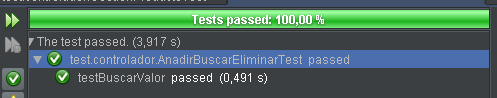 Tests passed: 100,00 %
The test passed. (3,917 s)
test.controlador.AnadirBuscarEliminarTest passed
testBuscarValor passed (0,491 s)